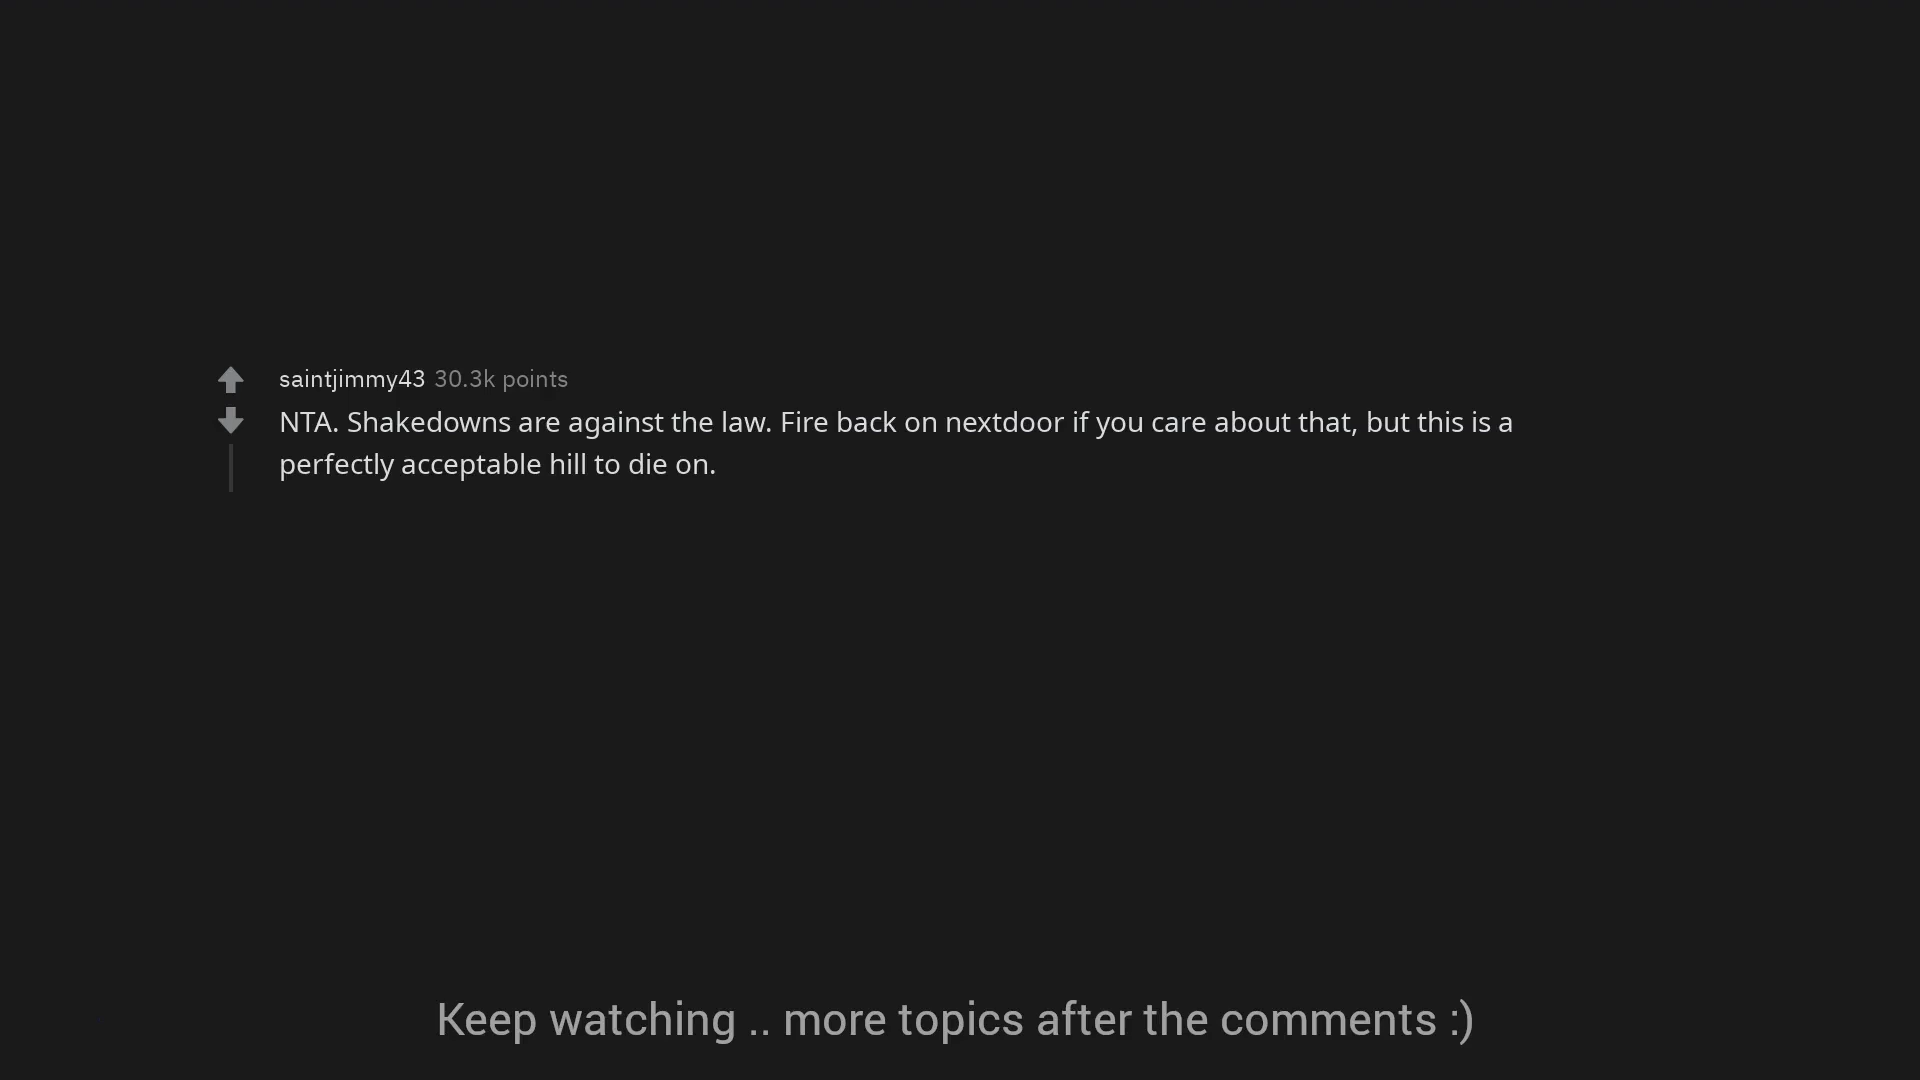 saintjimmy43 30.3k points
NTA. Shakedowns are against the law. Fire back on nextdoor if you care about that, but this is a
perfectly acceptable hill to die on.
Keep watching .. more topics after the comments :)